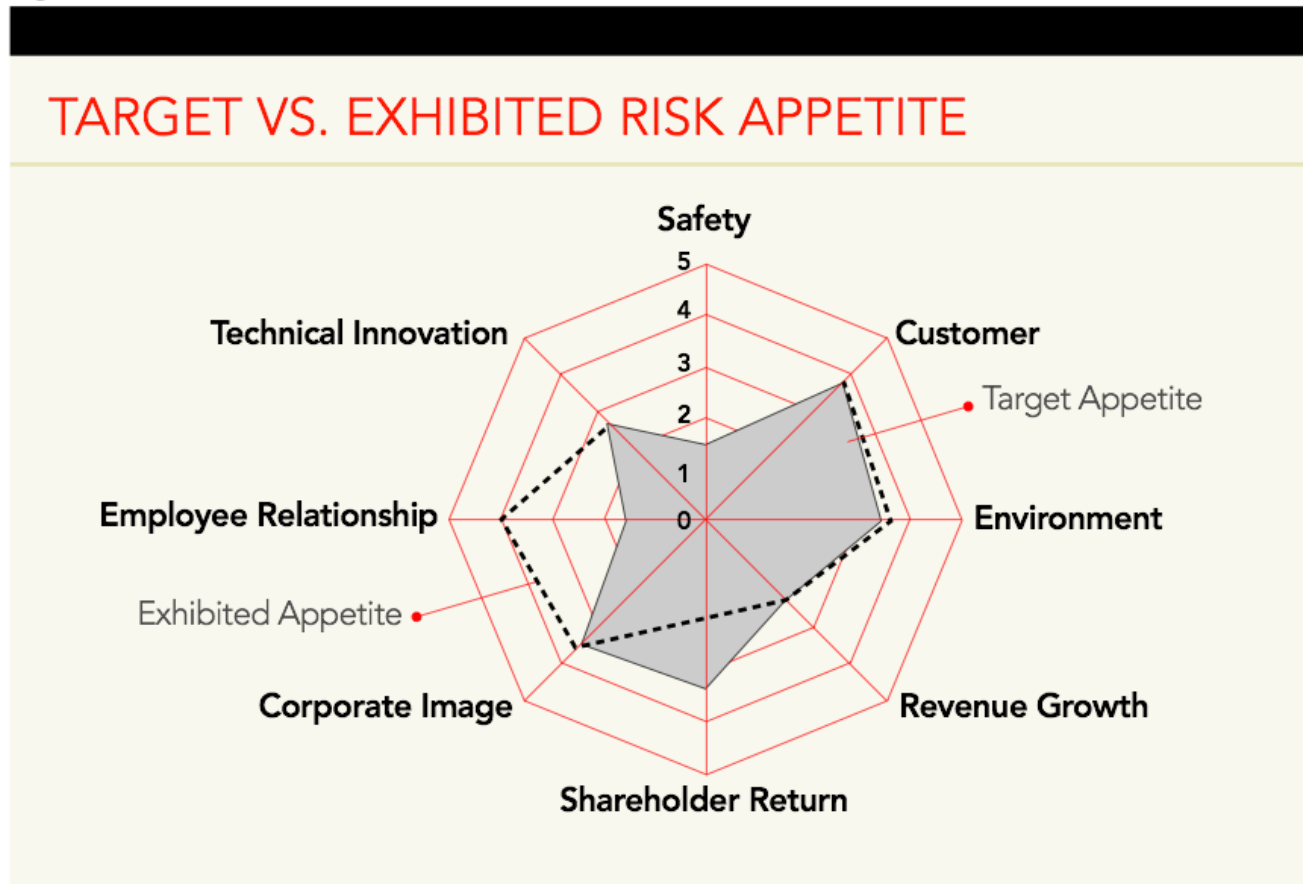 TARGET VS. EXHIBITED RISK APPETITE
Safety
5
4
3
2
1
0
Technical Innovation
Customer
Target Appetite
Employee Relationship
Environment
Exhibited Appetite
Corporate Image
Revenue Growth
Shareholder Return